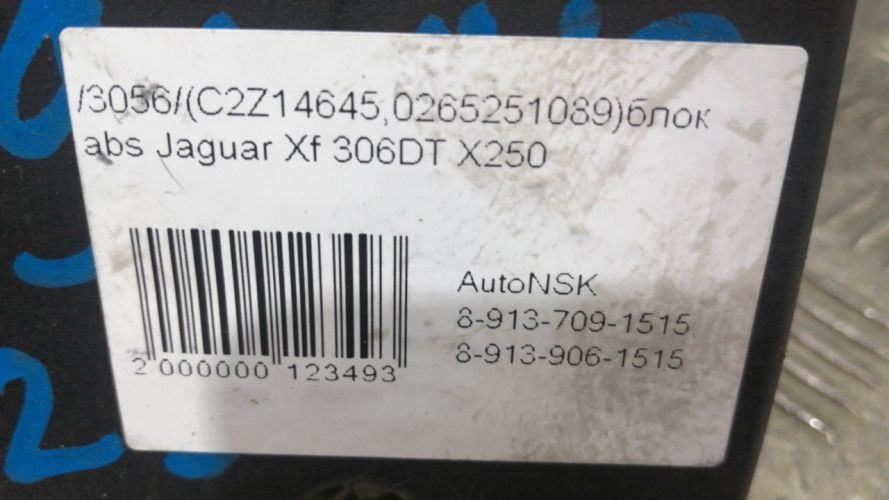 /3056/(C2Z14645,0265251089)блок
abs Jaguar Xf 306DT X250
AutoNSK
8-913-709-1515,
8-913-906-1515
2 000000 123493